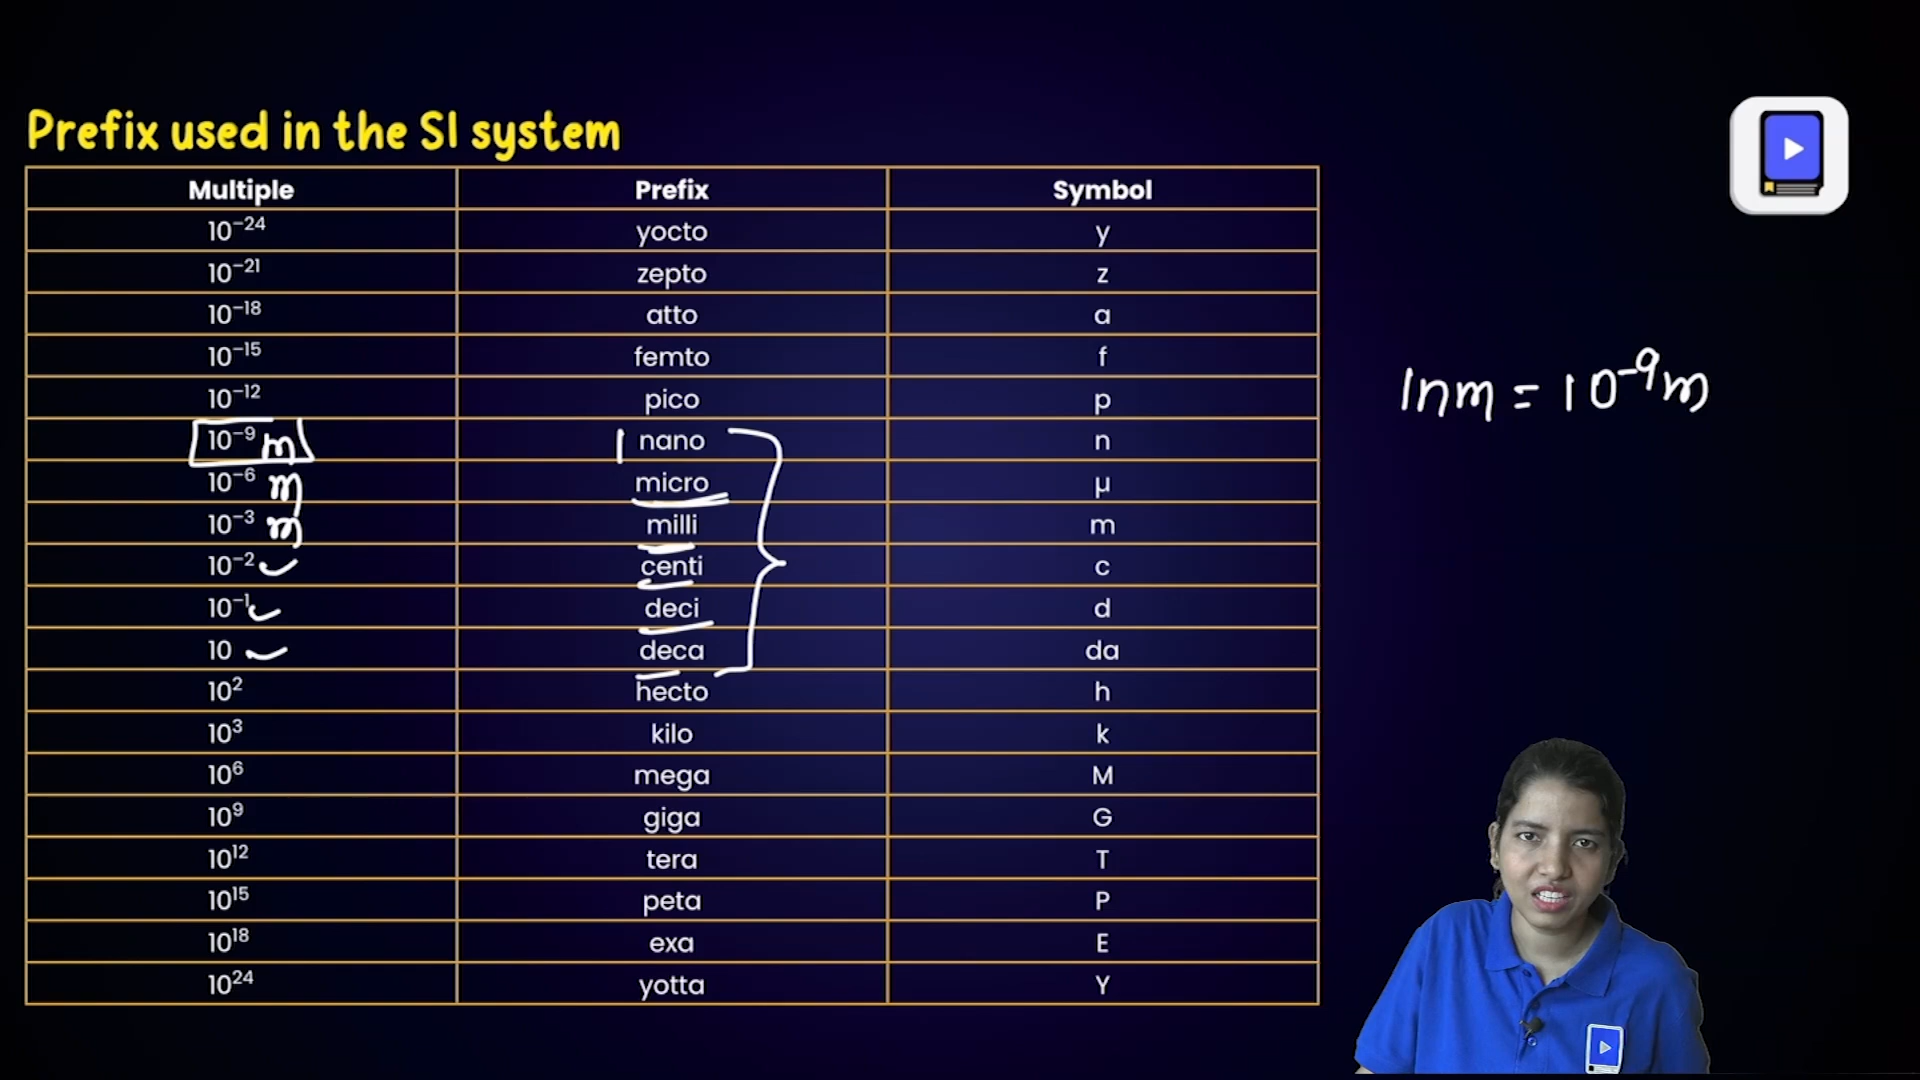 Prefix used in the SI system
Multiple Prefix Symbol
10⁻²⁴ yocto y
10⁻²¹ zepto z
10⁻¹⁸ atto a
10⁻¹⁵ femto f
10⁻¹² pico p
10⁻⁹ m nano n
10⁻⁶ m micro μ
10⁻³ m milli m
10⁻² centi c
10⁻¹ deci d
10 deca da
10² hecto h
10³ kilo k
10⁶ mega M
10⁹ giga G
10¹² tera T
10¹⁵ peta P
10¹⁸ exa E
10²⁴ yotta Y
1nm = 10⁻⁹m